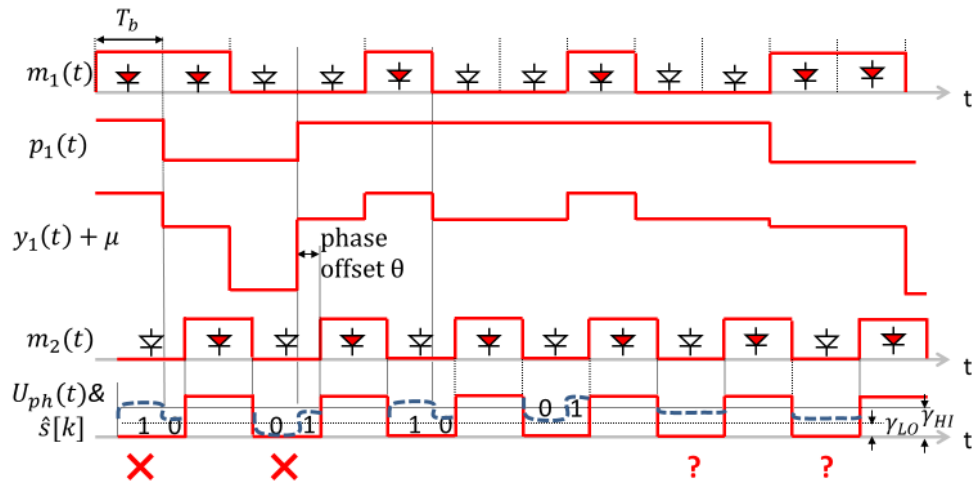 T_b
m_1(t)
t
p_1(t)
y_1(t) + μ
phase
offset θ
m_2(t)
t
U_ph(t)&
ŝ[k]
1 0 0 1 1 0 0 1
γ_LO
γ_HI
t
? ?